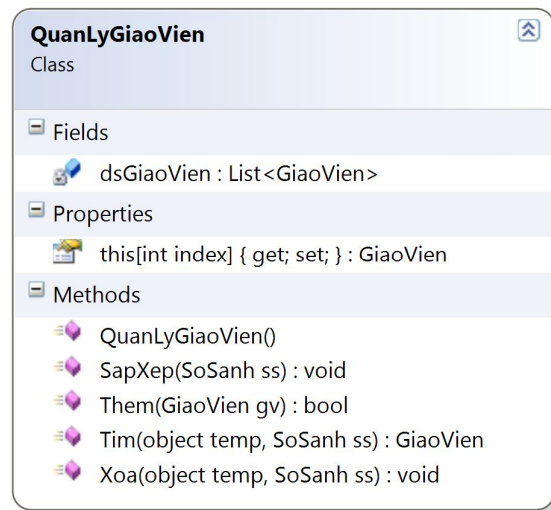 QuanLyGiaoVien
Class
Fields
dsGiaoVien : List<GiaoVien>
Properties
this[int index] { get; set; } : GiaoVien
Methods
QuanLyGiaoVien()
SapXep(SoSanh ss) : void
Them(GiaoVien gv) : bool
Tim(object temp, SoSanh ss) : GiaoVien
Xoa(object temp, SoSanh ss) : void